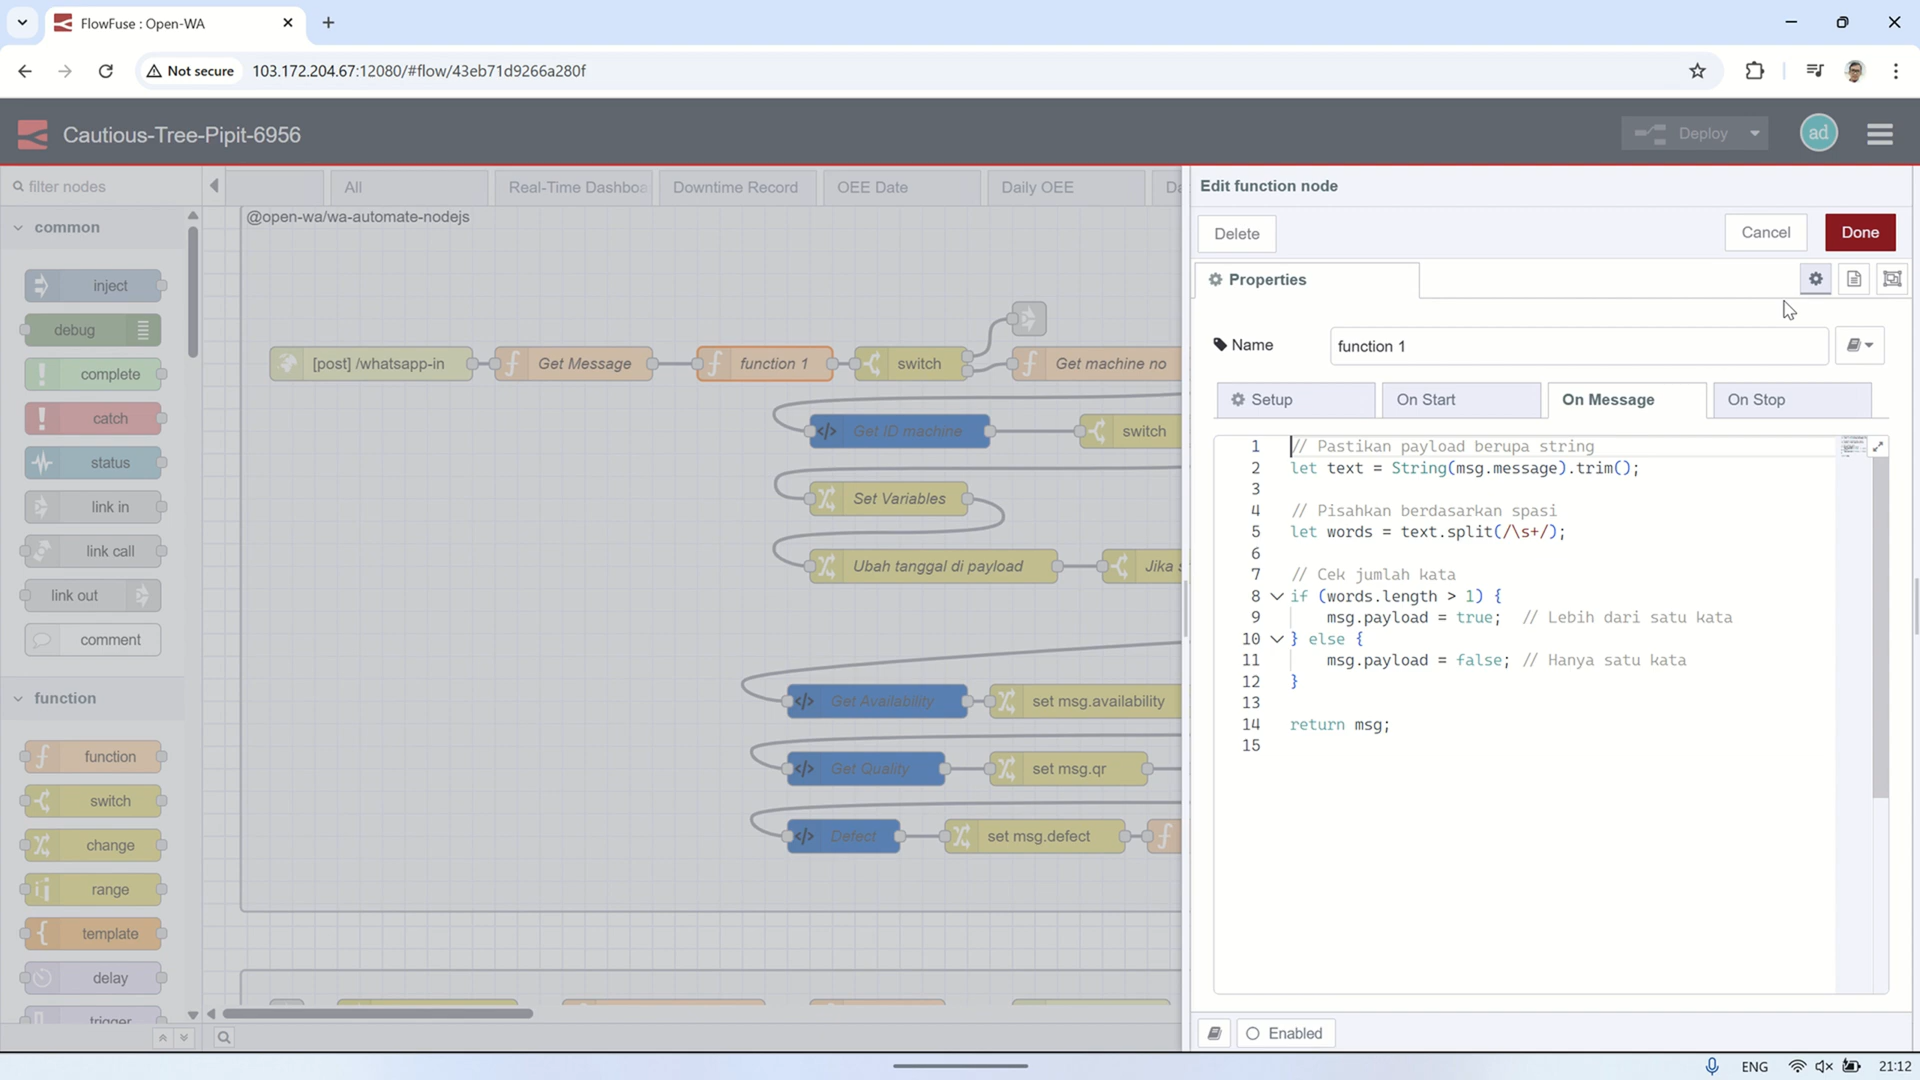 FlowFuse : Open-WA
Not secure
103.172.204.67:12080/#flow/43eb71d9266a280f
Cautious-Tree-Pipit-6956
Deploy
ad
filter nodes
All
Real-Time Dashboa
Downtime Record
OEE Date
Daily OEE
common
inject
debug
complete
catch
status
link in
link call
link out
comment
function
function
switch
change
range
template
delay
trigger
@open-wa/wa-automate-nodejs
[post] /whatsapp-in
Get Message
function 1
switch
Get machine no
</> Get ID machine
switch
Set Variables
Ubah tanggal di payload
Jika s
</> Get Availability
set msg.availability
</> Get Quality
set msg.qr
</> Defect
set msg.defect
Edit function node
Delete
Cancel
Done
Properties
Name
function 1
Setup
On Start
On Message
On Stop
1 // Pastikan payload berupa string
2 let text = String(msg.message).trim();
3
4 // Pisahkan berdasarkan spasi
5 let words = text.split(/\s+/);
6
7 // Cek jumlah kata
8 if (words.length > 1) {
9 msg.payload = true; // Lebih dari satu kata
10 } else {
11 msg.payload = false; // Hanya satu kata
12 }
13
14 return msg;
15
Enabled
ENG
21:12